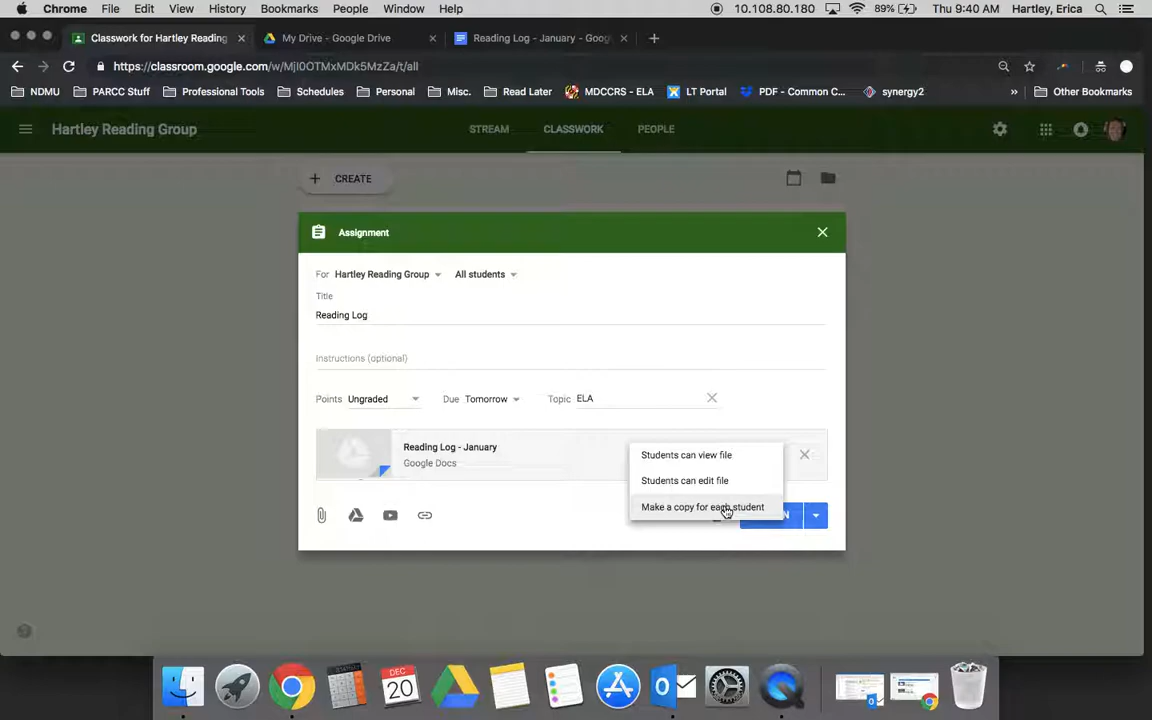 Chrome File Edit View History Bookmarks People Window Help 10.108.80.180 89% Thu 9:40 AM Hartley, Erica
Classwork for Hartley Reading My Drive - Google Drive Reading Log - January - Goog
https://classroom.google.com/w/MjI0OTMxMDk5MzZa/t/all
NDMU PARCC Stuff Professional Tools Schedules Personal Misc. Read Later MDCCRS - ELA LT Portal PDF - Common C... synergy2 » Other Bookmarks
Hartley Reading Group STREAM CLASSWORK PEOPLE
+ CREATE
Assignment
For Hartley Reading Group All students
Title
Reading Log
Instructions (optional)
Points Ungraded Due Tomorrow Topic ELA
Reading Log - January
Google Docs
Students can view file
Students can edit file
Make a copy for each student
DEC
20